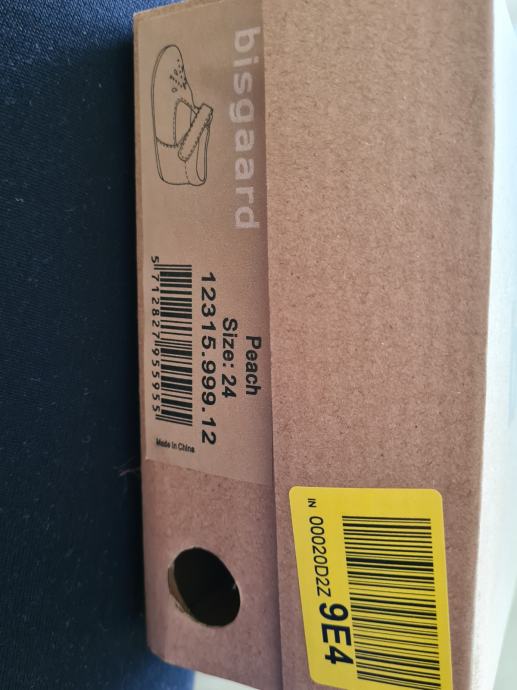 bisgaard
Peach
Size: 24
12315.999.12
5712827955955
Made in China
IN 00020D2Z 9E4